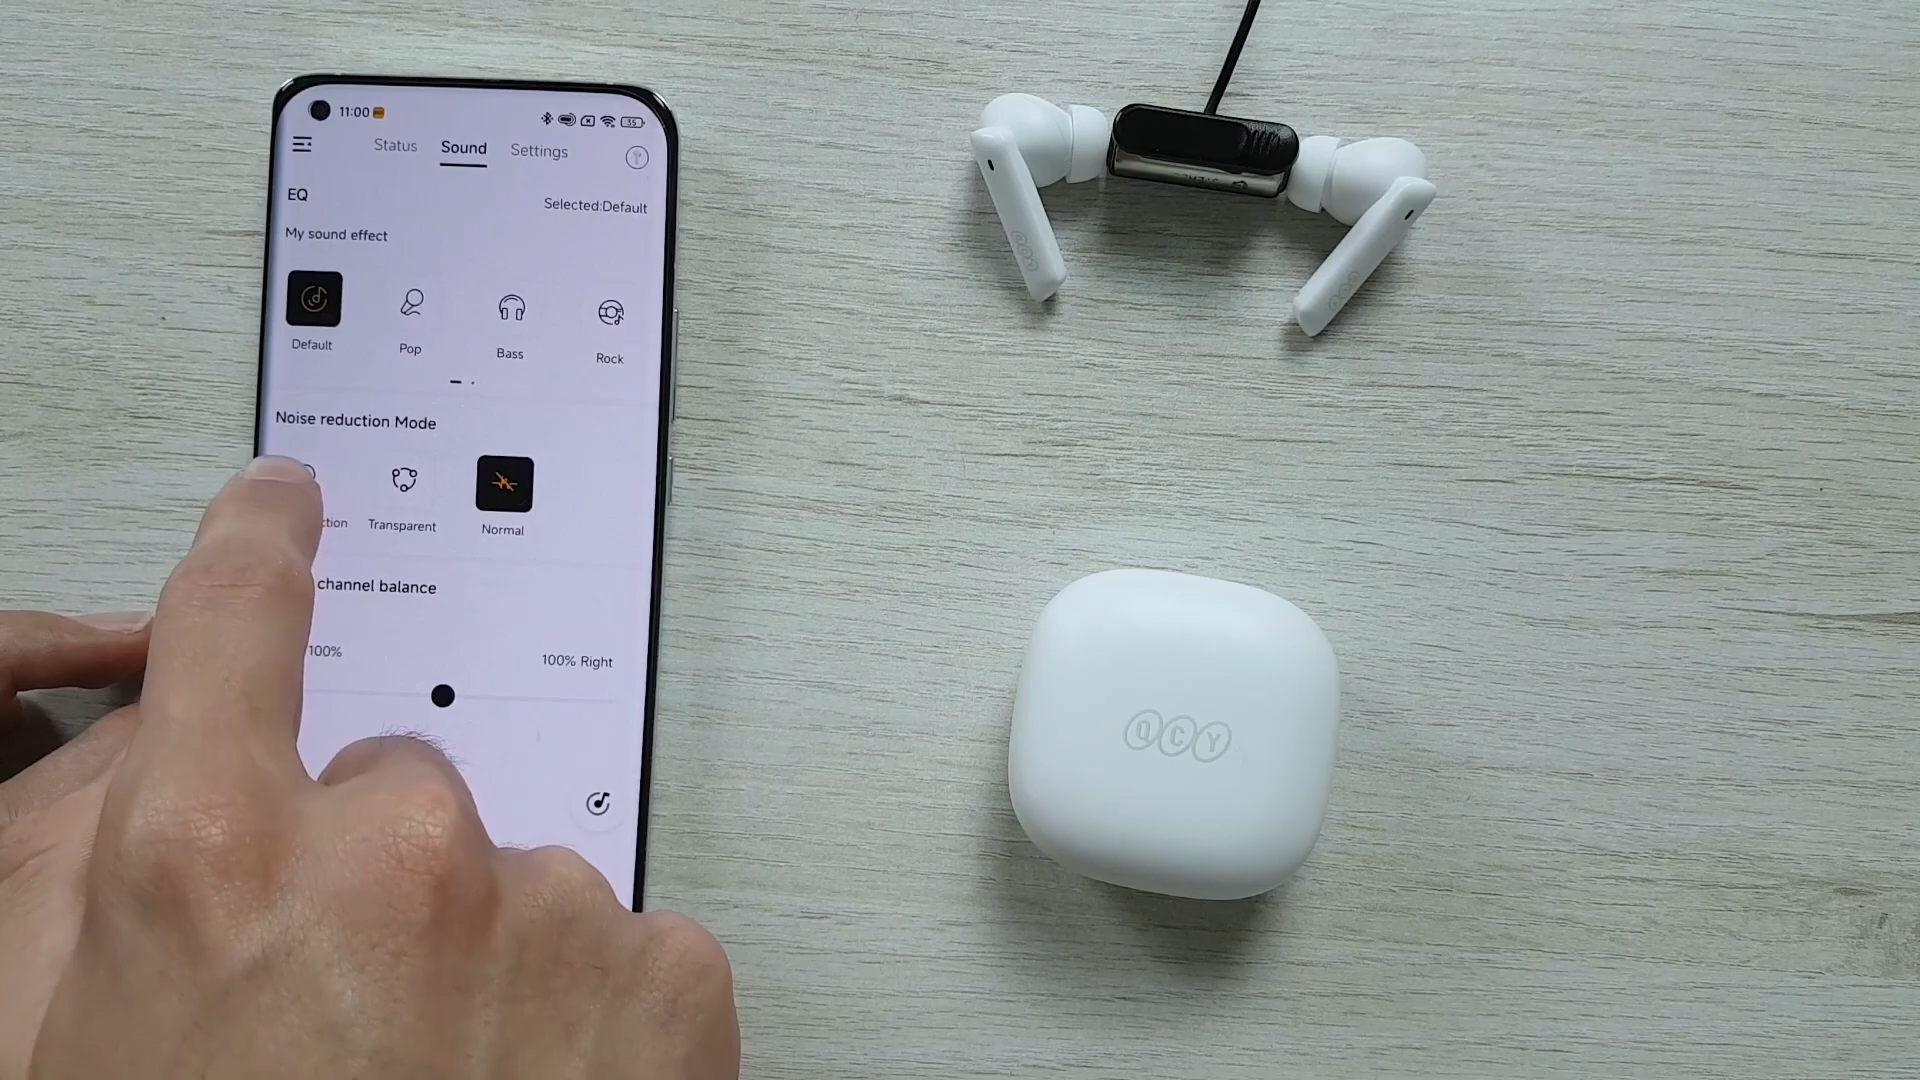 11:00
35
Status Sound Settings
EQ
Selected:Default
My sound effect
Default Pop Bass Rock
Noise reduction Mode
Transparent Normal
channel balance
100% 100% Right
QCY